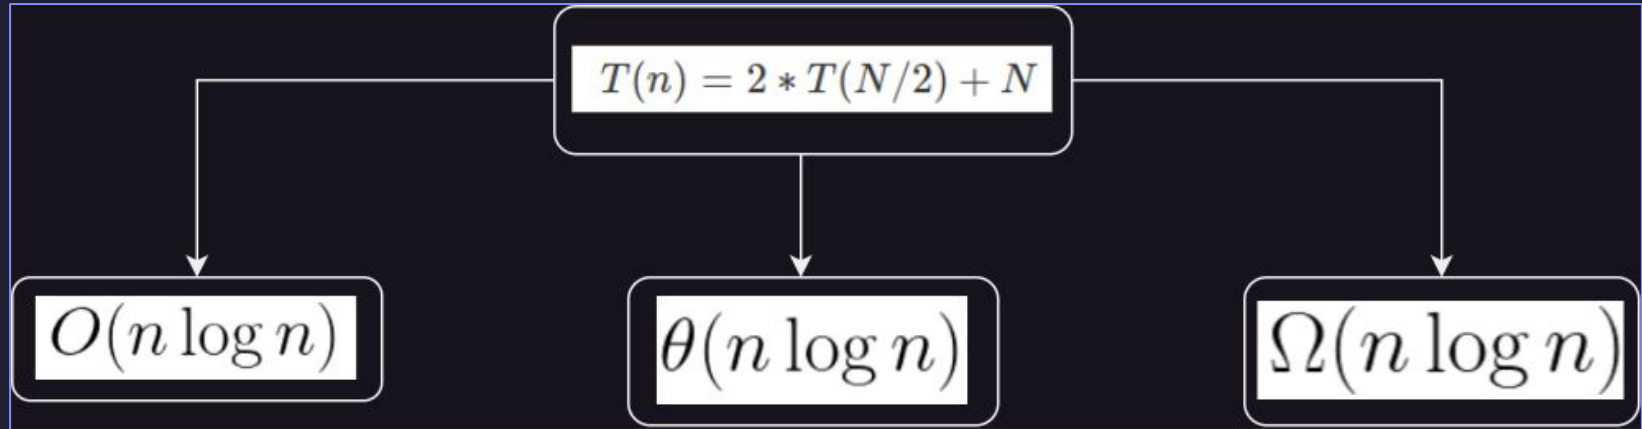 T(n) = 2 * T(N/2) + N
O(n log n)
θ(n log n)
Ω(n log n)